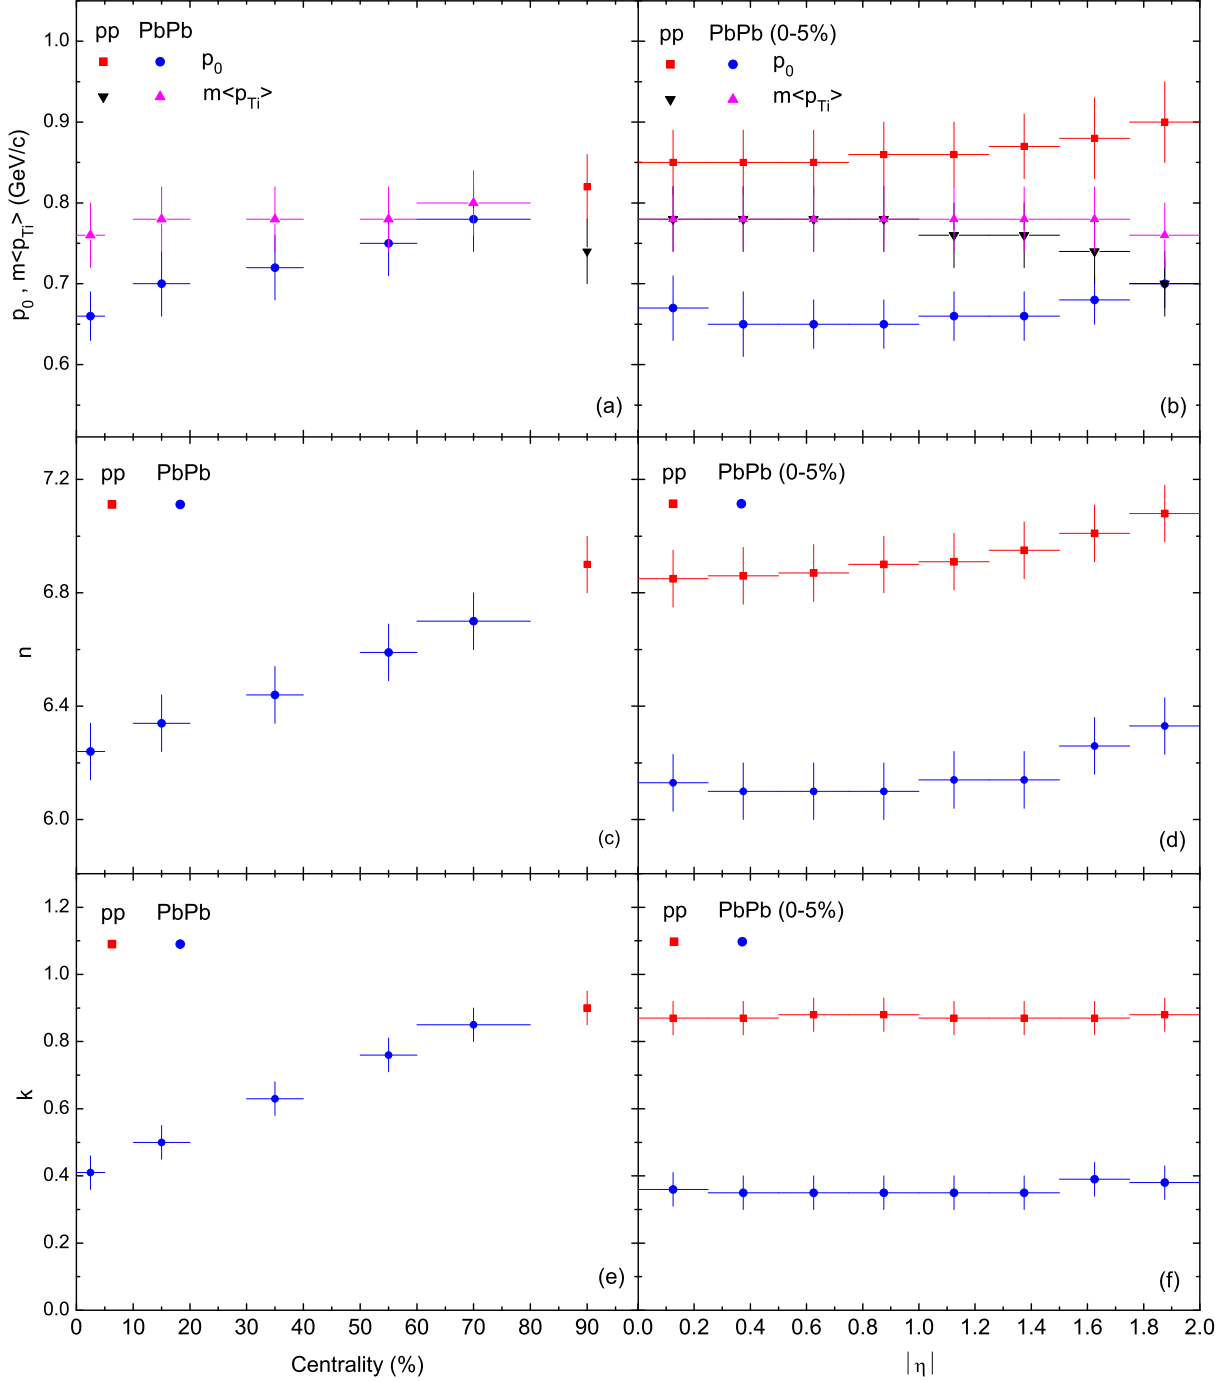 pp PbPb
p0
m<pTi>
pp PbPb (0-5%)
p0
m<pTi>
1.0
0.9
0.8
0.7
0.6
p0 , m<pTi> (GeV/c)
(a)
(b)
pp PbPb
pp PbPb (0-5%)
7.2
6.8
6.4
6.0
n
(c)
(d)
pp PbPb
pp PbPb (0-5%)
1.2
1.0
0.8
0.6
0.4
0.2
0.0
k
(e)
(f)
0 10 20 30 40 50 60 70 80 90
0.0 0.2 0.4 0.6 0.8 1.0 1.2 1.4 1.6 1.8 2.0
Centrality (%)
|η|